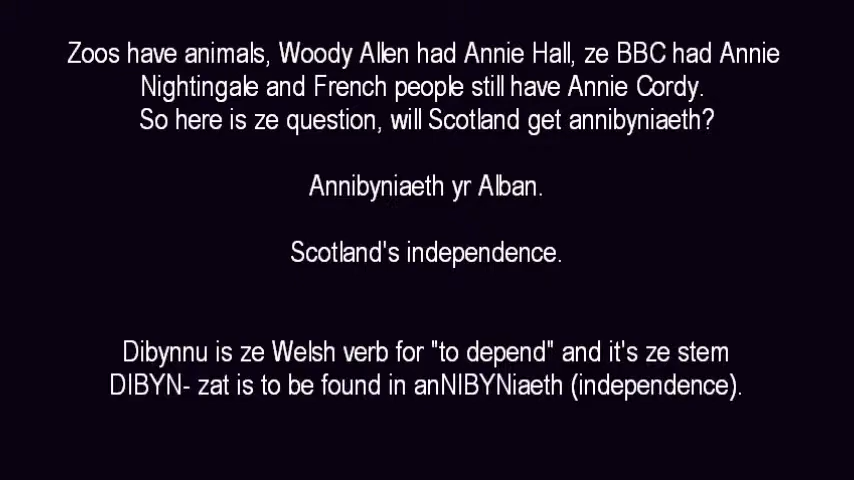 Zoos have animals, Woody Allen had Annie Hall, ze BBC had Annie
Nightingale and French people still have Annie Cordy.
So here is ze question, will Scotland get annibyniaeth?
Annibyniaeth yr Alban.
Scotland's independence.
Dibynnu is ze Welsh verb for "to depend" and it's ze stem
DIBYN- zat is to be found in anNIBYNiaeth (independence).